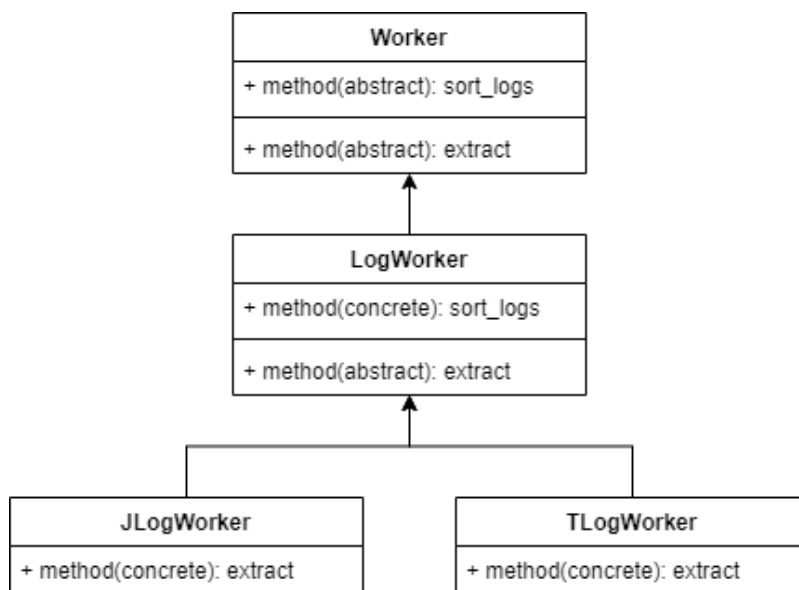 Worker
+ method(abstract): sort_logs
+ method(abstract): extract
LogWorker
+ method(concrete): sort_logs
+ method(abstract): extract
JLogWorker
+ method(concrete): extract
TLogWorker
+ method(concrete): extract